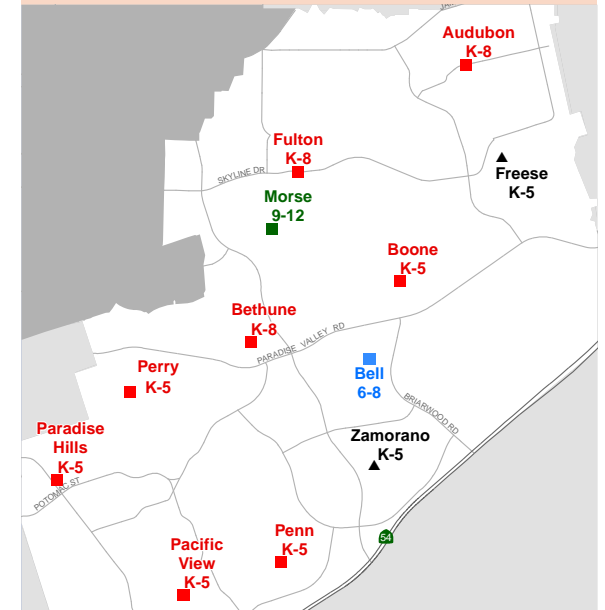 Audubon
K-8
Fulton
K-8
SKYLINE DR
Freese
K-5
Morse
9-12
Boone
K-5
Bethune
K-8
PARADISE VALLEY RD
Perry
K-5
Bell
6-8
BRIARWOOD RD
Paradise
Hills
K-5
Zamorano
K-5
POTOMAC ST
Penn
K-5
54
Pacific
View
K-5